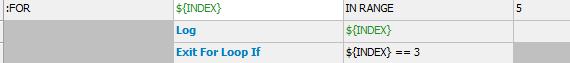 :FOR ${INDEX} IN RANGE 5
Log ${INDEX}
Exit For Loop If ${INDEX} == 3